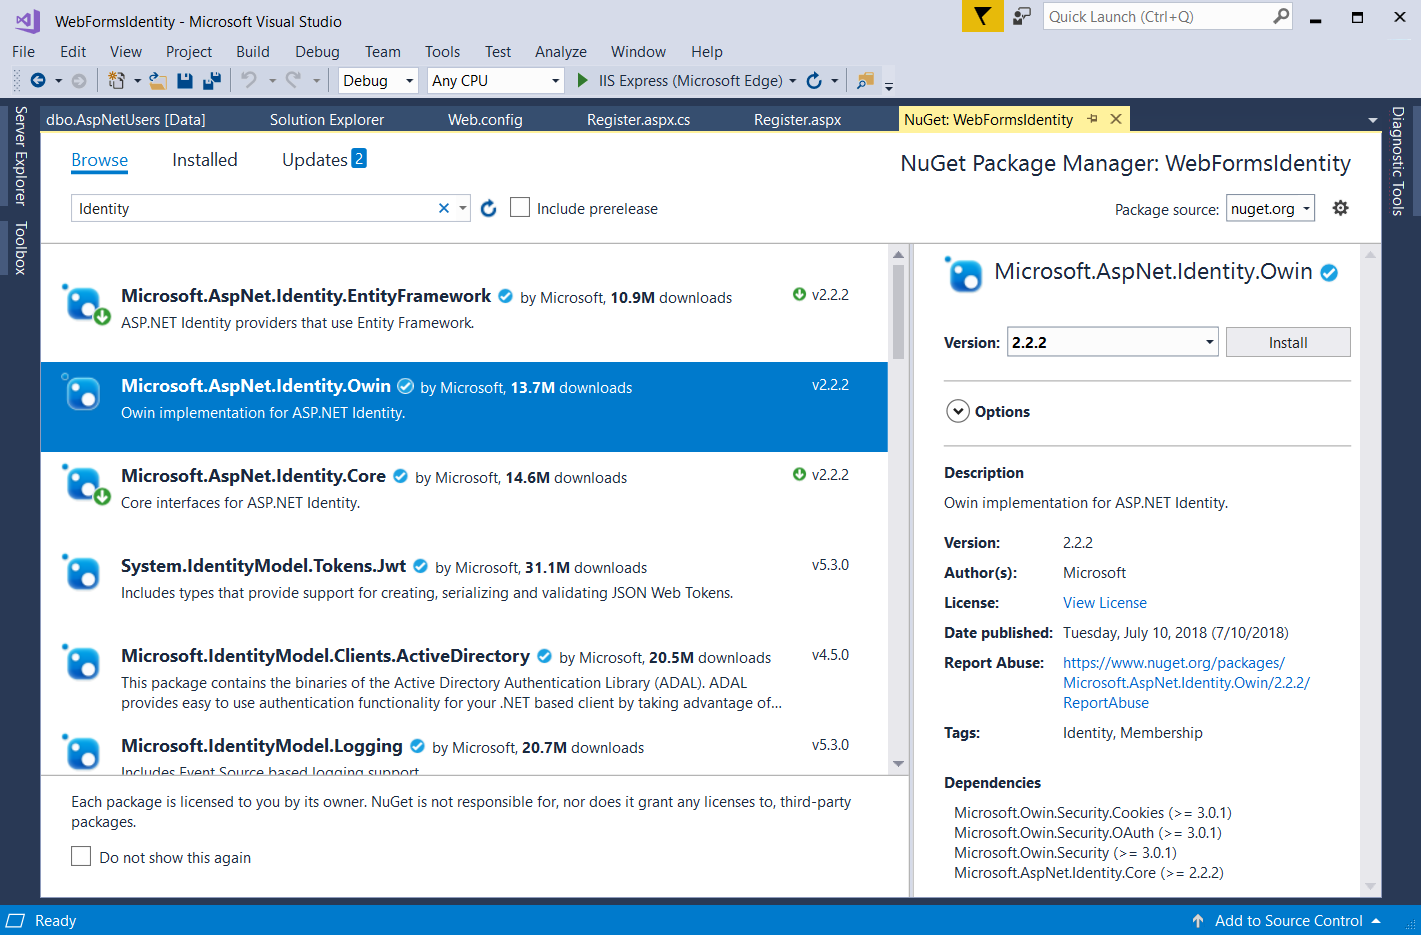 WebFormsIdentity - Microsoft Visual Studio
Quick Launch (Ctrl+Q)
File Edit View Project Build Debug Team Tools Test Analyze Window Help
Debug Any CPU IIS Express (Microsoft Edge)
Server Explorer
Toolbox
dbo.AspNetUsers [Data] Solution Explorer Web.config Register.aspx.cs Register.aspx NuGet: WebFormsIdentity
Diagnostic Tools
Browse Installed Updates 2
NuGet Package Manager: WebFormsIdentity
Identity
Include prerelease
Package source: nuget.org
Microsoft.AspNet.Identity.EntityFramework by Microsoft, 10.9M downloads v2.2.2
ASP.NET Identity providers that use Entity Framework.
Microsoft.AspNet.Identity.Owin by Microsoft, 13.7M downloads v2.2.2
Owin implementation for ASP.NET Identity.
Microsoft.AspNet.Identity.Core by Microsoft, 14.6M downloads v2.2.2
Core interfaces for ASP.NET Identity.
System.IdentityModel.Tokens.Jwt by Microsoft, 31.1M downloads v5.3.0
Includes types that provide support for creating, serializing and validating JSON Web Tokens.
Microsoft.IdentityModel.Clients.ActiveDirectory by Microsoft, 20.5M downloads v4.5.0
This package contains the binaries of the Active Directory Authentication Library (ADAL). ADAL
provides easy to use authentication functionality for your .NET based client by taking advantage of...
Microsoft.IdentityModel.Logging by Microsoft, 20.7M downloads v5.3.0
Includes Event Source based logging support
Each package is licensed to you by its owner. NuGet is not responsible for, nor does it grant any licenses to, third-party
packages.
Do not show this again
Microsoft.AspNet.Identity.Owin
Version: 2.2.2 Install
Options
Description
Owin implementation for ASP.NET Identity.
Version: 2.2.2
Author(s): Microsoft
License: View License
Date published: Tuesday, July 10, 2018 (7/10/2018)
Report Abuse: https://www.nuget.org/packages/
Microsoft.AspNet.Identity.Owin/2.2.2/
ReportAbuse
Tags: Identity, Membership
Dependencies
Microsoft.Owin.Security.Cookies (>= 3.0.1)
Microsoft.Owin.Security.OAuth (>= 3.0.1)
Microsoft.Owin.Security (>= 3.0.1)
Microsoft.AspNet.Identity.Core (>= 2.2.2)
Ready
Add to Source Control